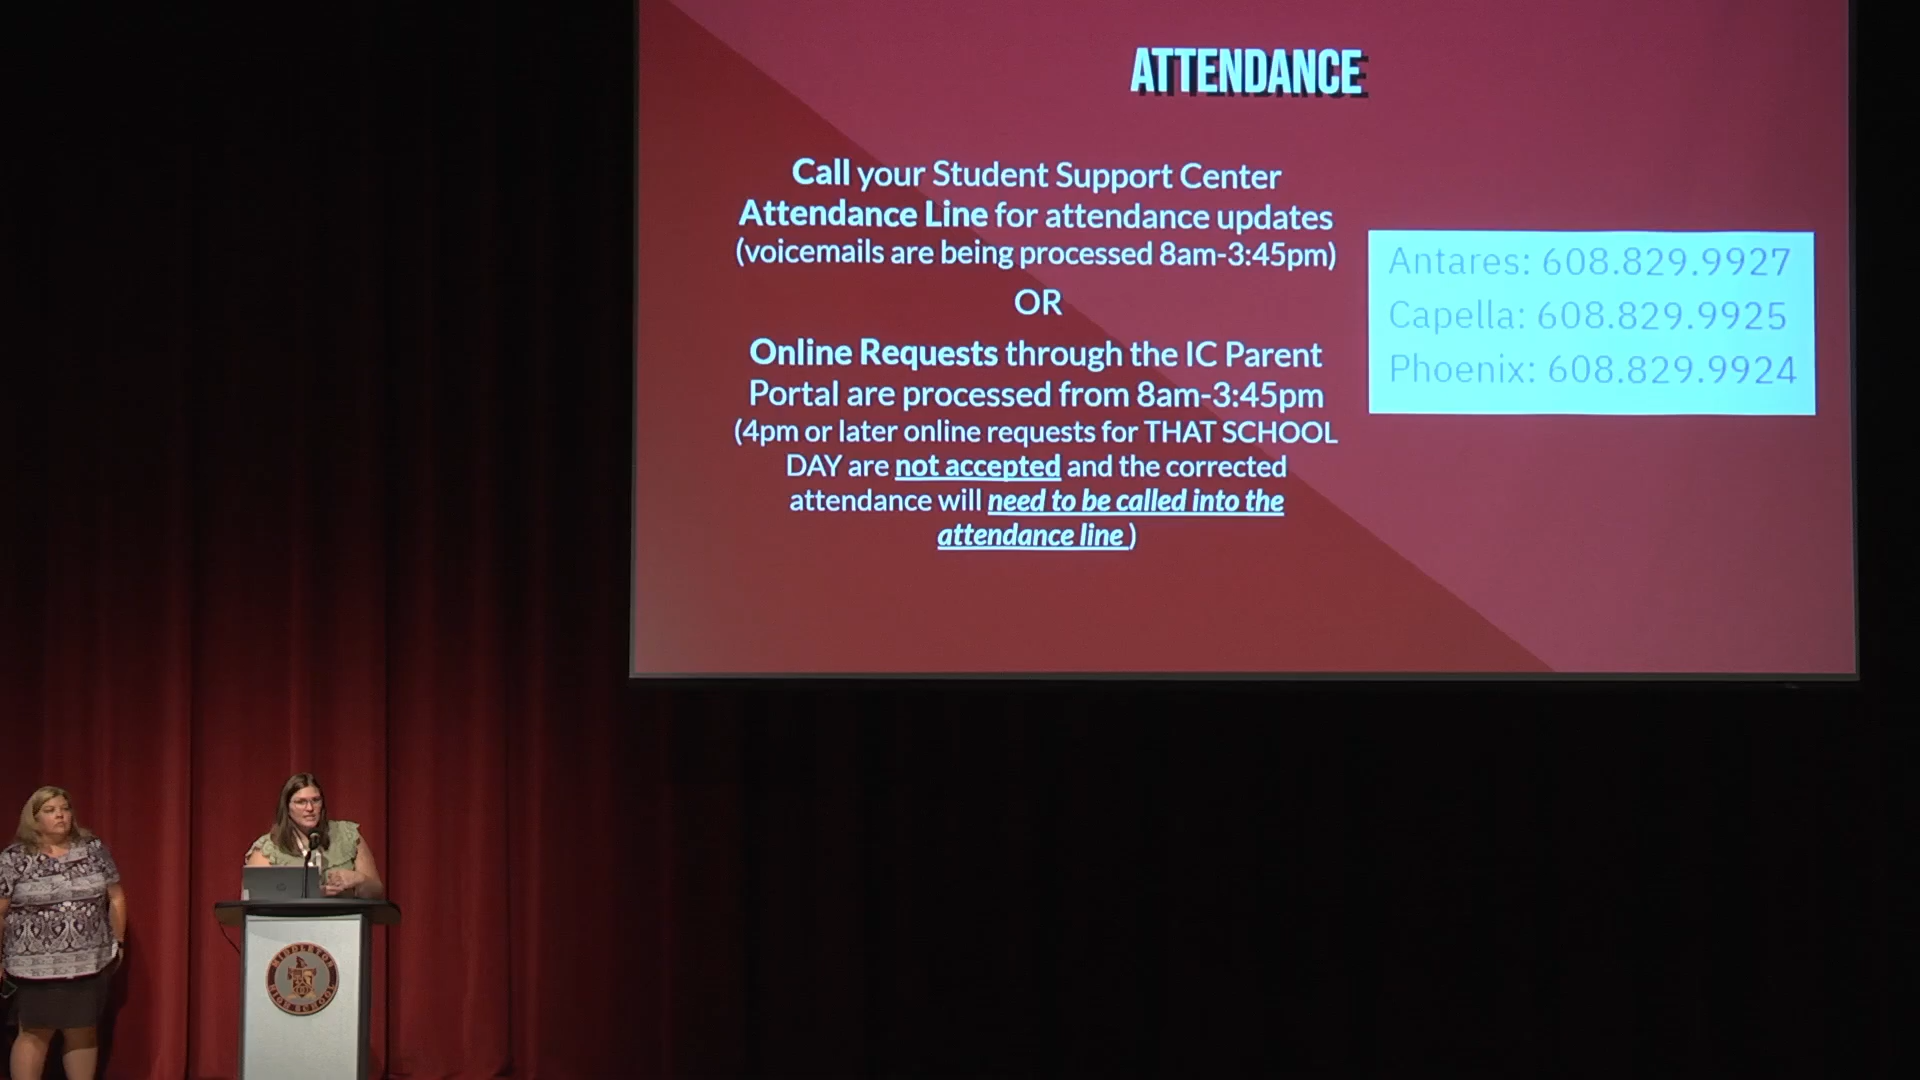 ATTENDANCE
Call your Student Support Center
Attendance Line for attendance updates
(voicemails are being processed 8am-3:45pm)
OR
Online Requests through the IC Parent
Portal are processed from 8am-3:45pm
(4pm or later online requests for THAT SCHOOL
DAY are not accepted and the corrected
attendance will need to be called into the
attendance line )
Antares: 608.829.9927
Capella: 608.829.9925
Phoenix: 608.829.9924
MIDDLETON
HIGH SCHOOL